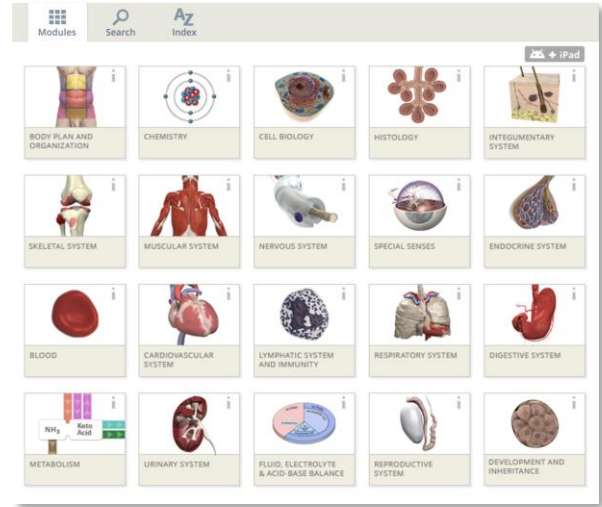 Modules
Search
AZ
Index
+ iPad
BODY PLAN AND
ORGANIZATION
CHEMISTRY
CELL BIOLOGY
HISTOLOGY
INTEGUMENTARY
SYSTEM
SKELETAL SYSTEM
MUSCULAR SYSTEM
NERVOUS SYSTEM
SPECIAL SENSES
ENDOCRINE SYSTEM
BLOOD
CARDIOVASCULAR
SYSTEM
LYMPHATIC SYSTEM
AND IMMUNITY
RESPIRATORY SYSTEM
DIGESTIVE SYSTEM
NH3
Keto
Acid
METABOLISM
URINARY SYSTEM
FLUID, ELECTROLYTE
& ACID-BASE BALANCE
REPRODUCTIVE
SYSTEM
DEVELOPMENT AND
INHERITANCE